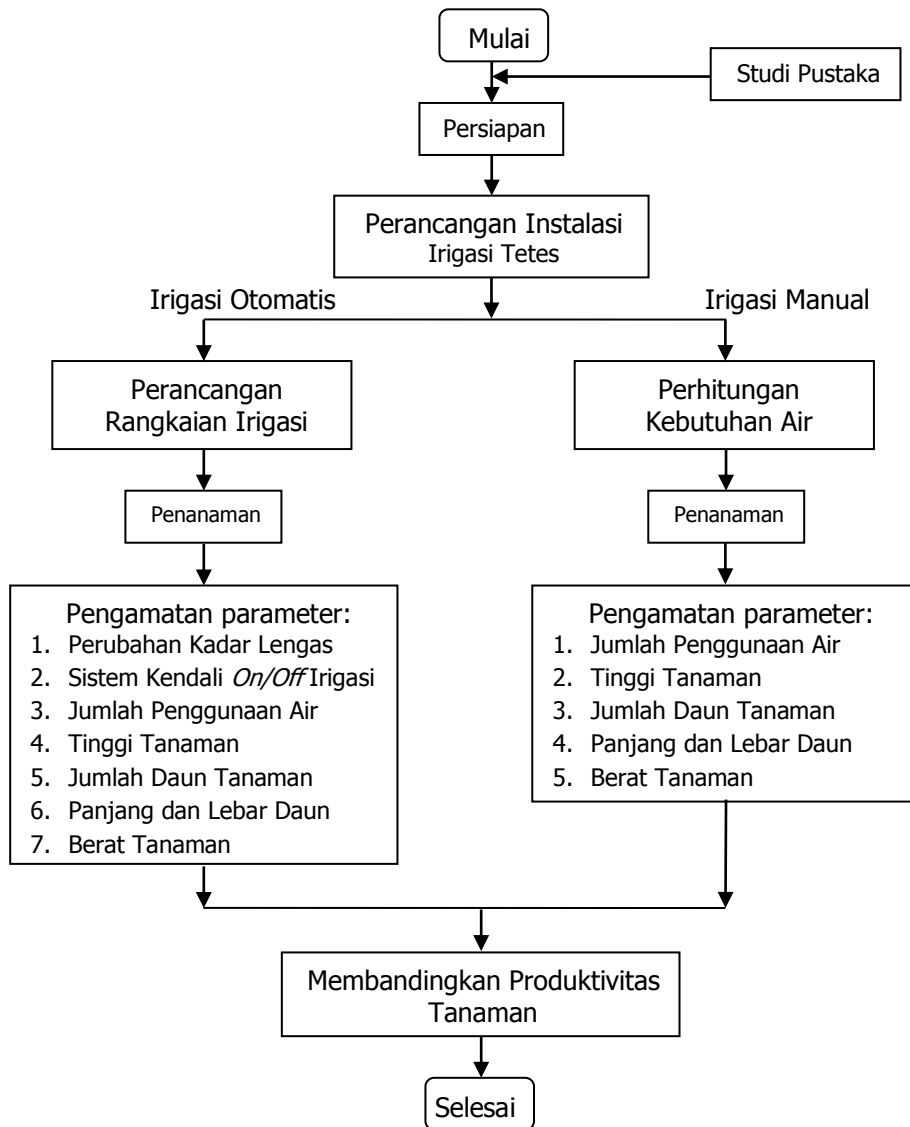 Mulai
Studi Pustaka
Persiapan
Perancangan Instalasi
Irigasi Tetes
Irigasi Otomatis
Irigasi Manual
Perancangan
Rangkaian Irigasi
Perhitungan
Kebutuhan Air
Penanaman
Penanaman
Pengamatan parameter:
1. Perubahan Kadar Lengas
2. Sistem Kendali On/Off Irigasi
3. Jumlah Penggunaan Air
4. Tinggi Tanaman
5. Jumlah Daun Tanaman
6. Panjang dan Lebar Daun
7. Berat Tanaman
Pengamatan parameter:
1. Jumlah Penggunaan Air
2. Tinggi Tanaman
3. Jumlah Daun Tanaman
4. Panjang dan Lebar Daun
5. Berat Tanaman
Membandingkan Produktivitas
Tanaman
Selesai